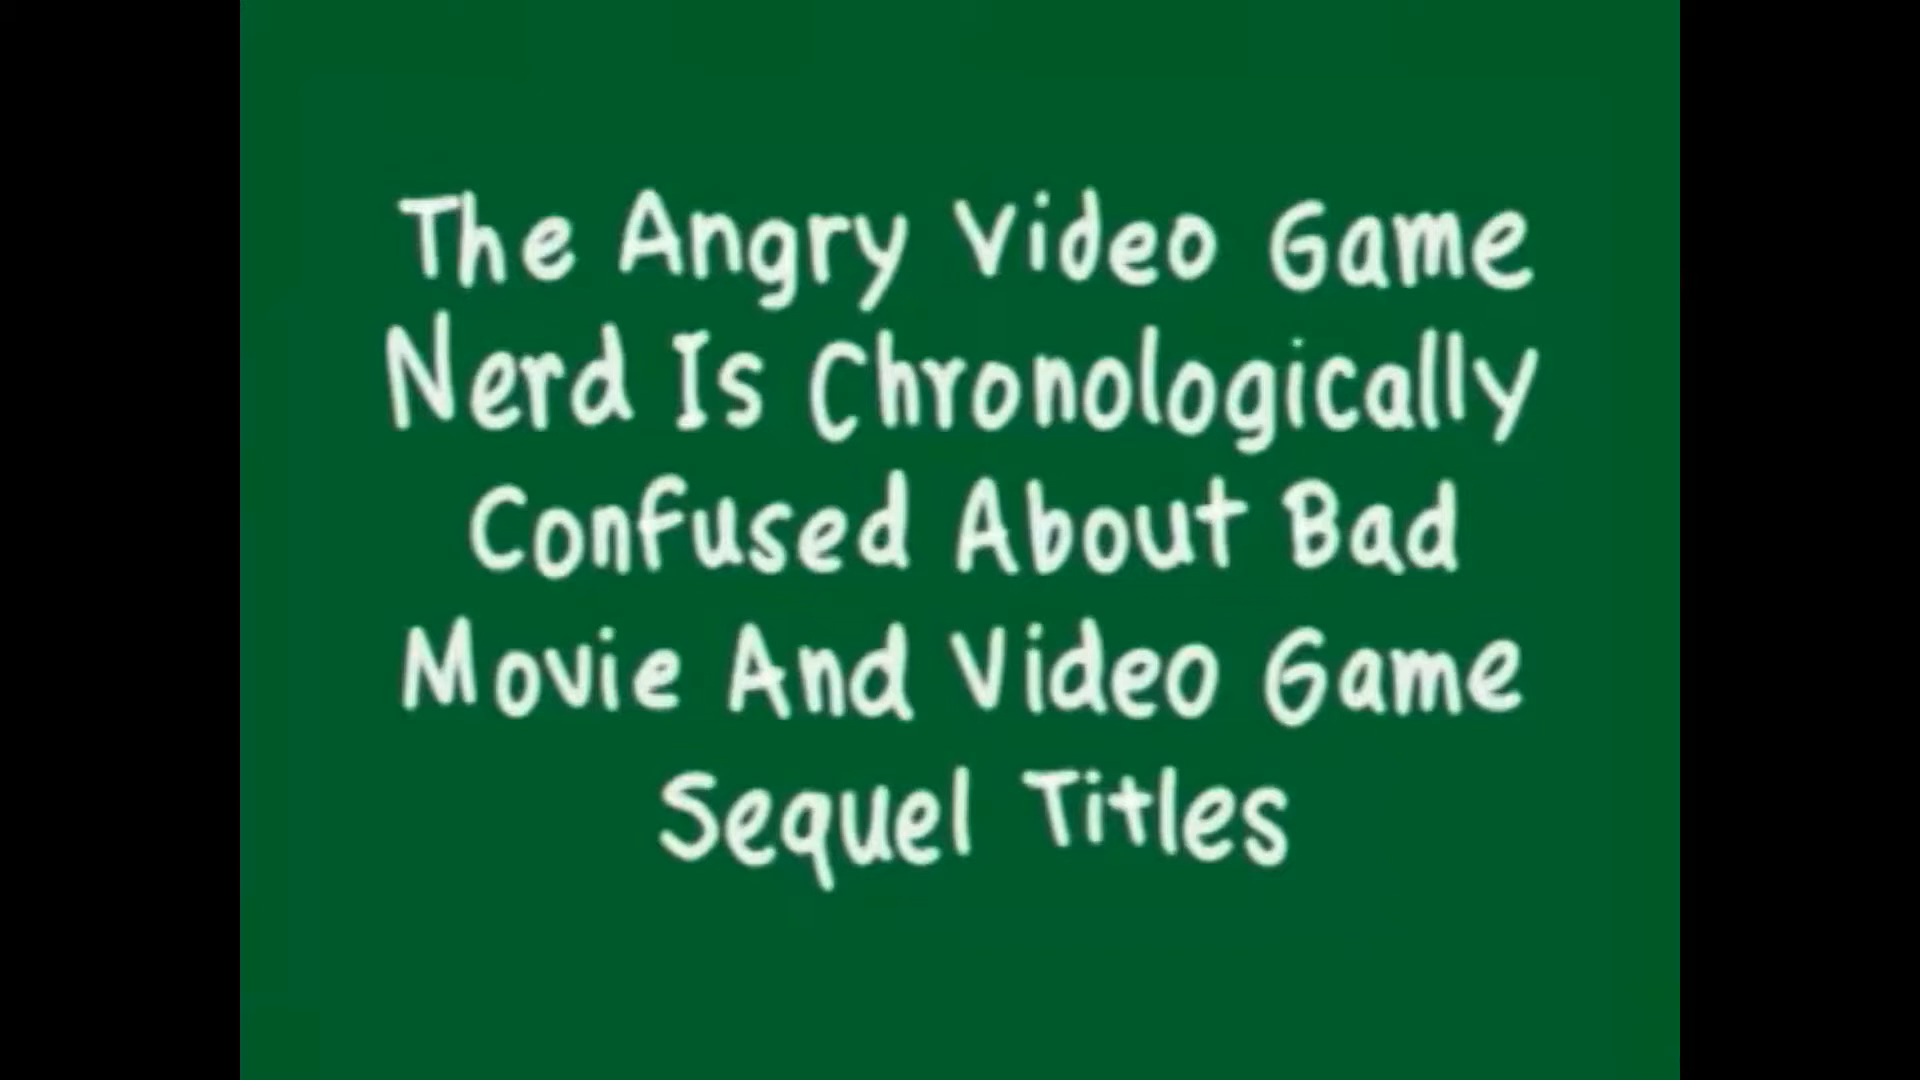 The Angry Video Game
Nerd Is Chronologically
Confused About Bad
Movie And Video Game
Sequel Titles